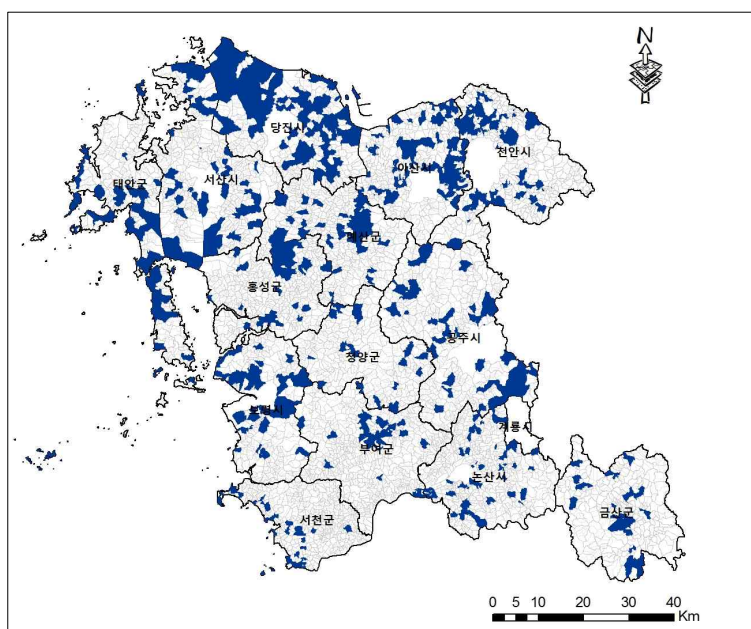 N
당진시
천안시
아산시
서산시
태안군
예산군
홍성군
공주시
청양군
보령시
계룡시
부여군
논산시
금산군
서천군
0 5 10 20 30 40
Km